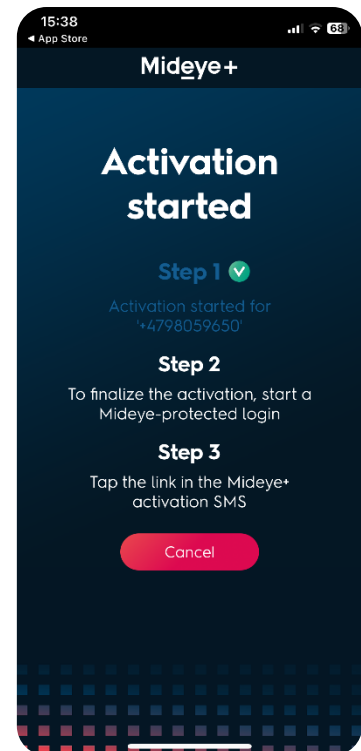 15:38
68
◀ App Store
Mideye+
Activation
started
Step 1
Activation started for
'+4798059650'
Step 2
To finalize the activation, start a
Mideye-protected login
Step 3
Tap the link in the Mideye+
activation SMS
Cancel